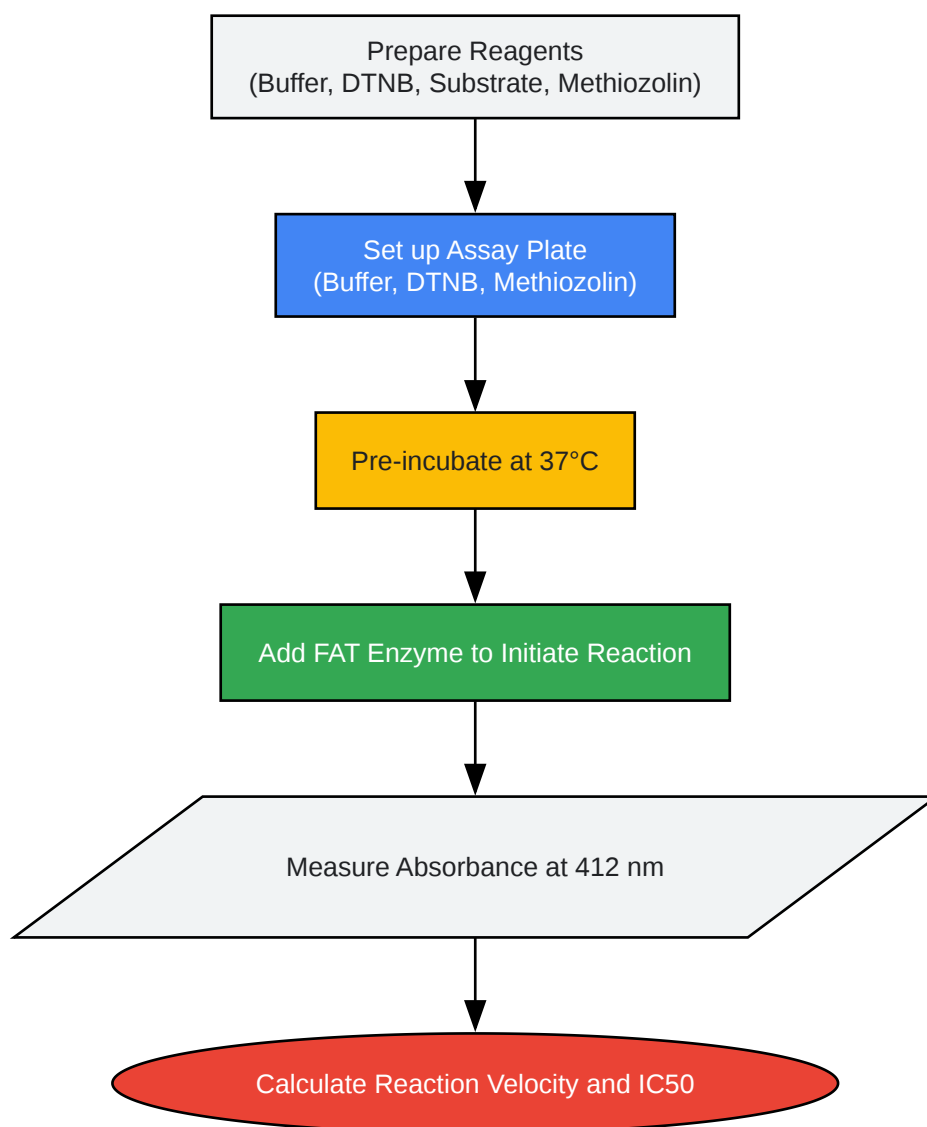 Prepare Reagents
(Buffer, DTNB, Substrate, Methiozolin)
Set up Assay Plate
(Buffer, DTNB, Methiozolin)
Pre-incubate at 37°C
Add FAT Enzyme to Initiate Reaction
Measure Absorbance at 412 nm
Calculate Reaction Velocity and IC50